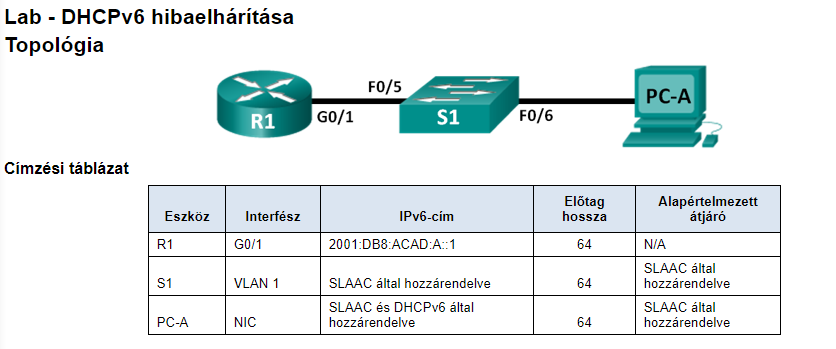 Lab - DHCPv6 hibaelhárítása
Topológia
F0/5
R1
G0/1
S1
F0/6
PC-A
Címzési táblázat
Eszköz Interfész IPv6-cím Előtag hossza Alapértelmezett átjáró
R1 G0/1 2001:DB8:ACAD:A::1 64 N/A
S1 VLAN 1 SLAAC által hozzárendelve 64 SLAAC által hozzárendelve
PC-A NIC SLAAC és DHCPv6 által hozzárendelve 64 SLAAC által hozzárendelve